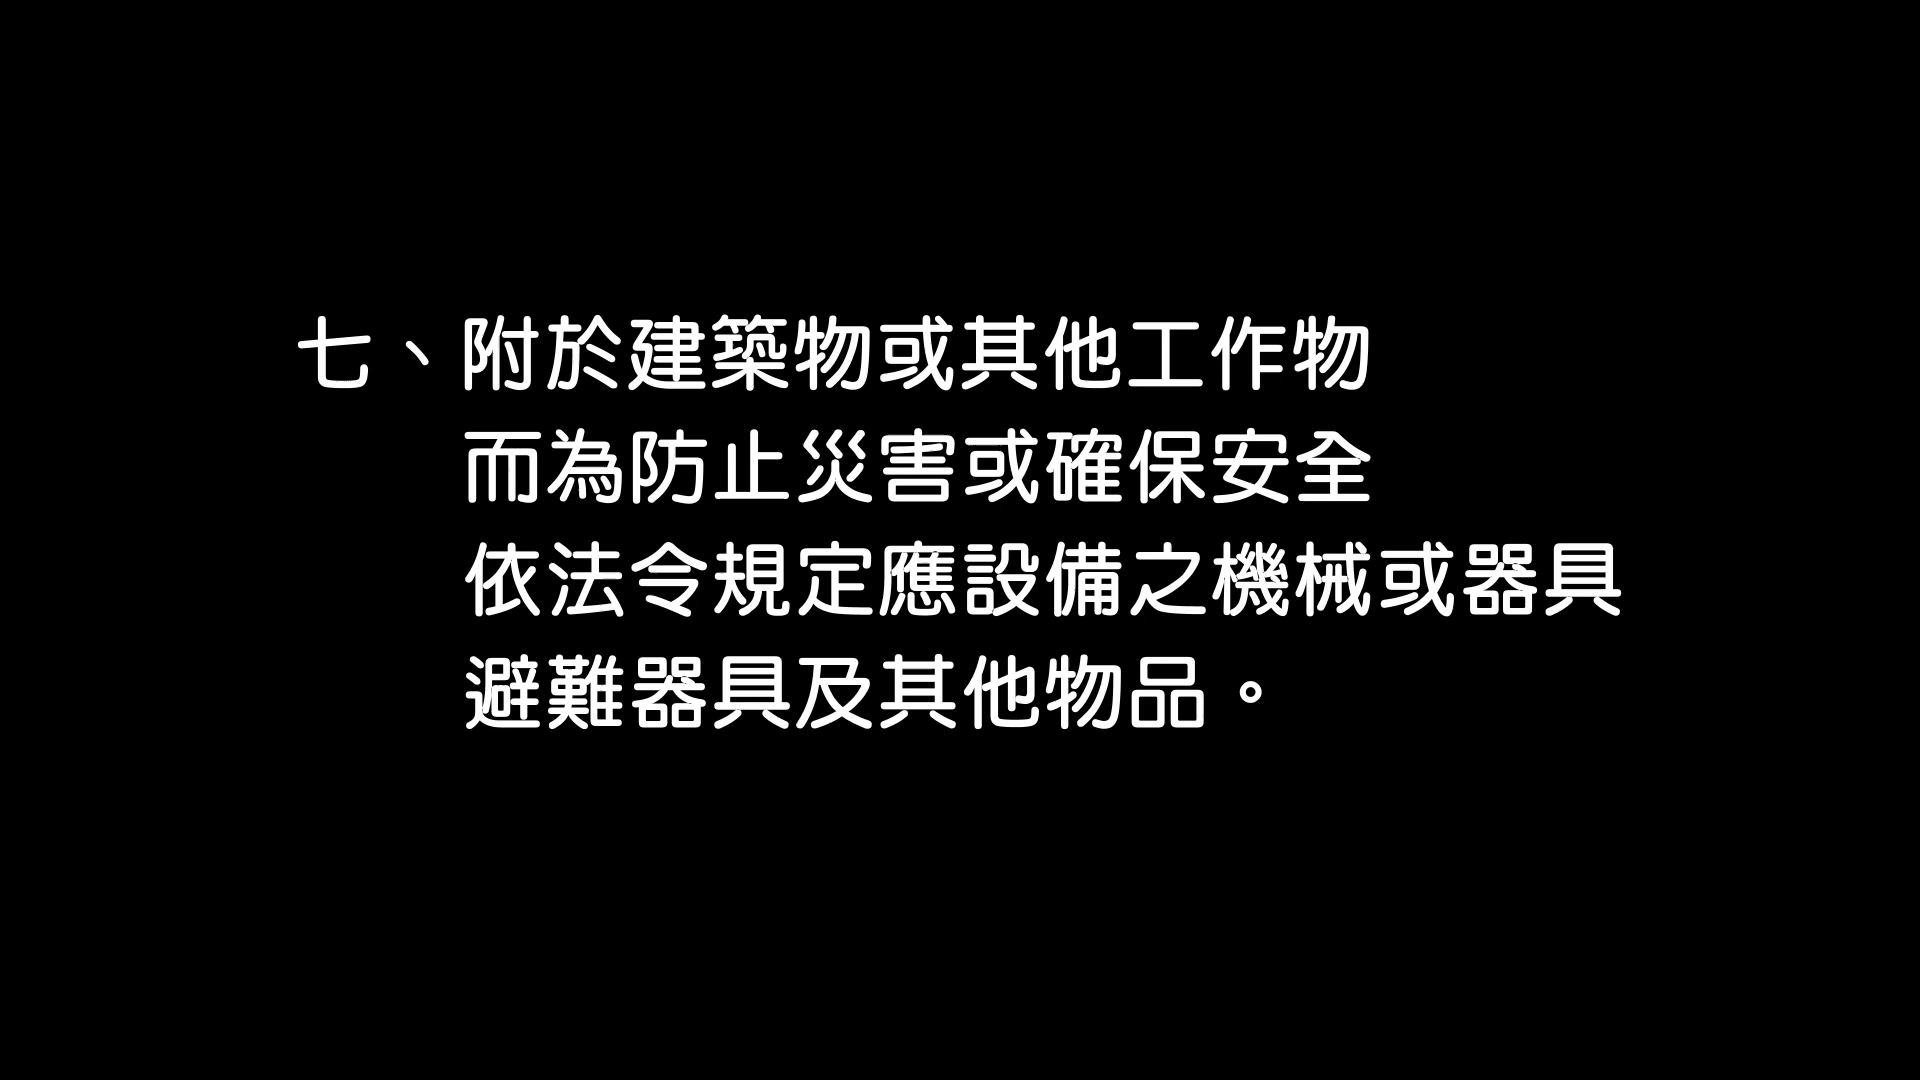 七、附於建築物或其他工作物
而為防止災害或確保安全
依法令規定應設備之機械或器具
避難器具及其他物品。